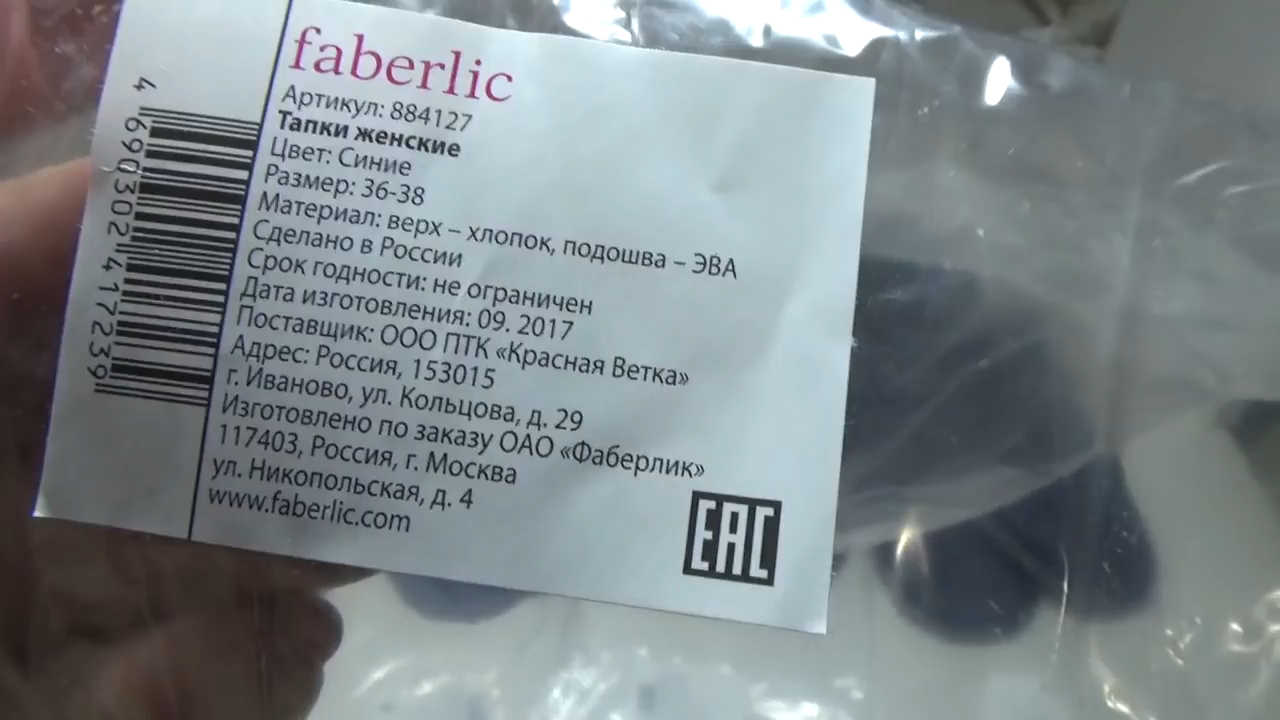 faberlic
Артикул: 884127
Тапки женские
Цвет: Синие
Размер: 36-38
Материал: верх – хлопок, подошва – ЭВА
Сделано в России
Срок годности: не ограничен
Дата изготовления: 09. 2017
Поставщик: ООО ПТК «Красная Ветка»
Адрес: Россия, 153015
г. Иваново, ул. Кольцова, д. 29
Изготовлено по заказу ОАО «Фаберлик»
117403, Россия, г. Москва
ул. Никопольская, д. 4
www.faberlic.com
EAC
4 690302 417239